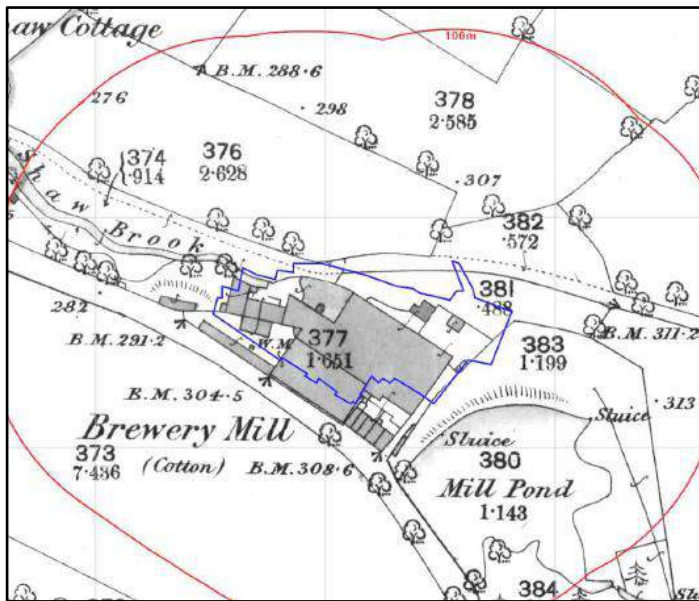 aw Cottage
B.M. 288·6
106m
276
298
378
2·585
374
·914
376
2·628
307
Shaw Brook
382
·572
381
·488
282
377
1·651
W.M
B.M. 291·2
B.M. 311·2
383
1·199
B.M. 304·5
Sluice
313
Brewery Mill
(Cotton)
Sluice
373
7·436
B.M. 308·6
380
Mill Pond
1·143
384